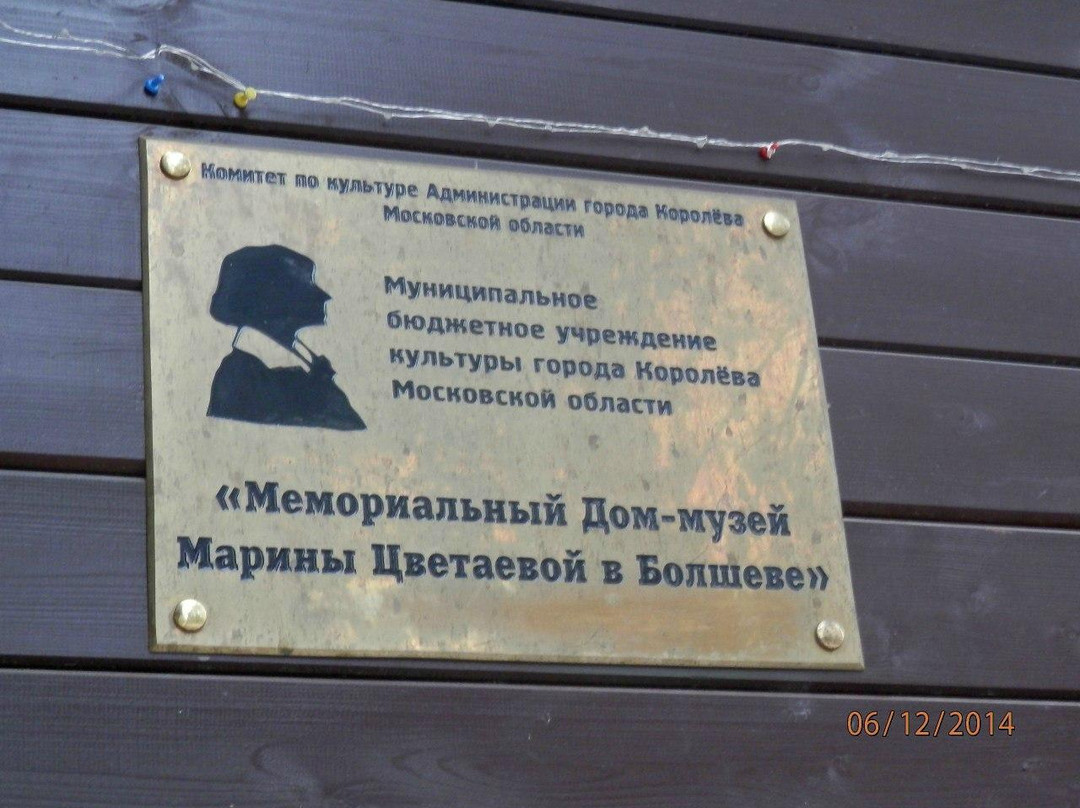 Комитет по культуре Администрации города Королёва
Московской области
Муниципальное
бюджетное учреждение
культуры города Королёва
Московской области
«Мемориальный Дом-музей
Марины Цветаевой в Болшеве»
06/12/2014